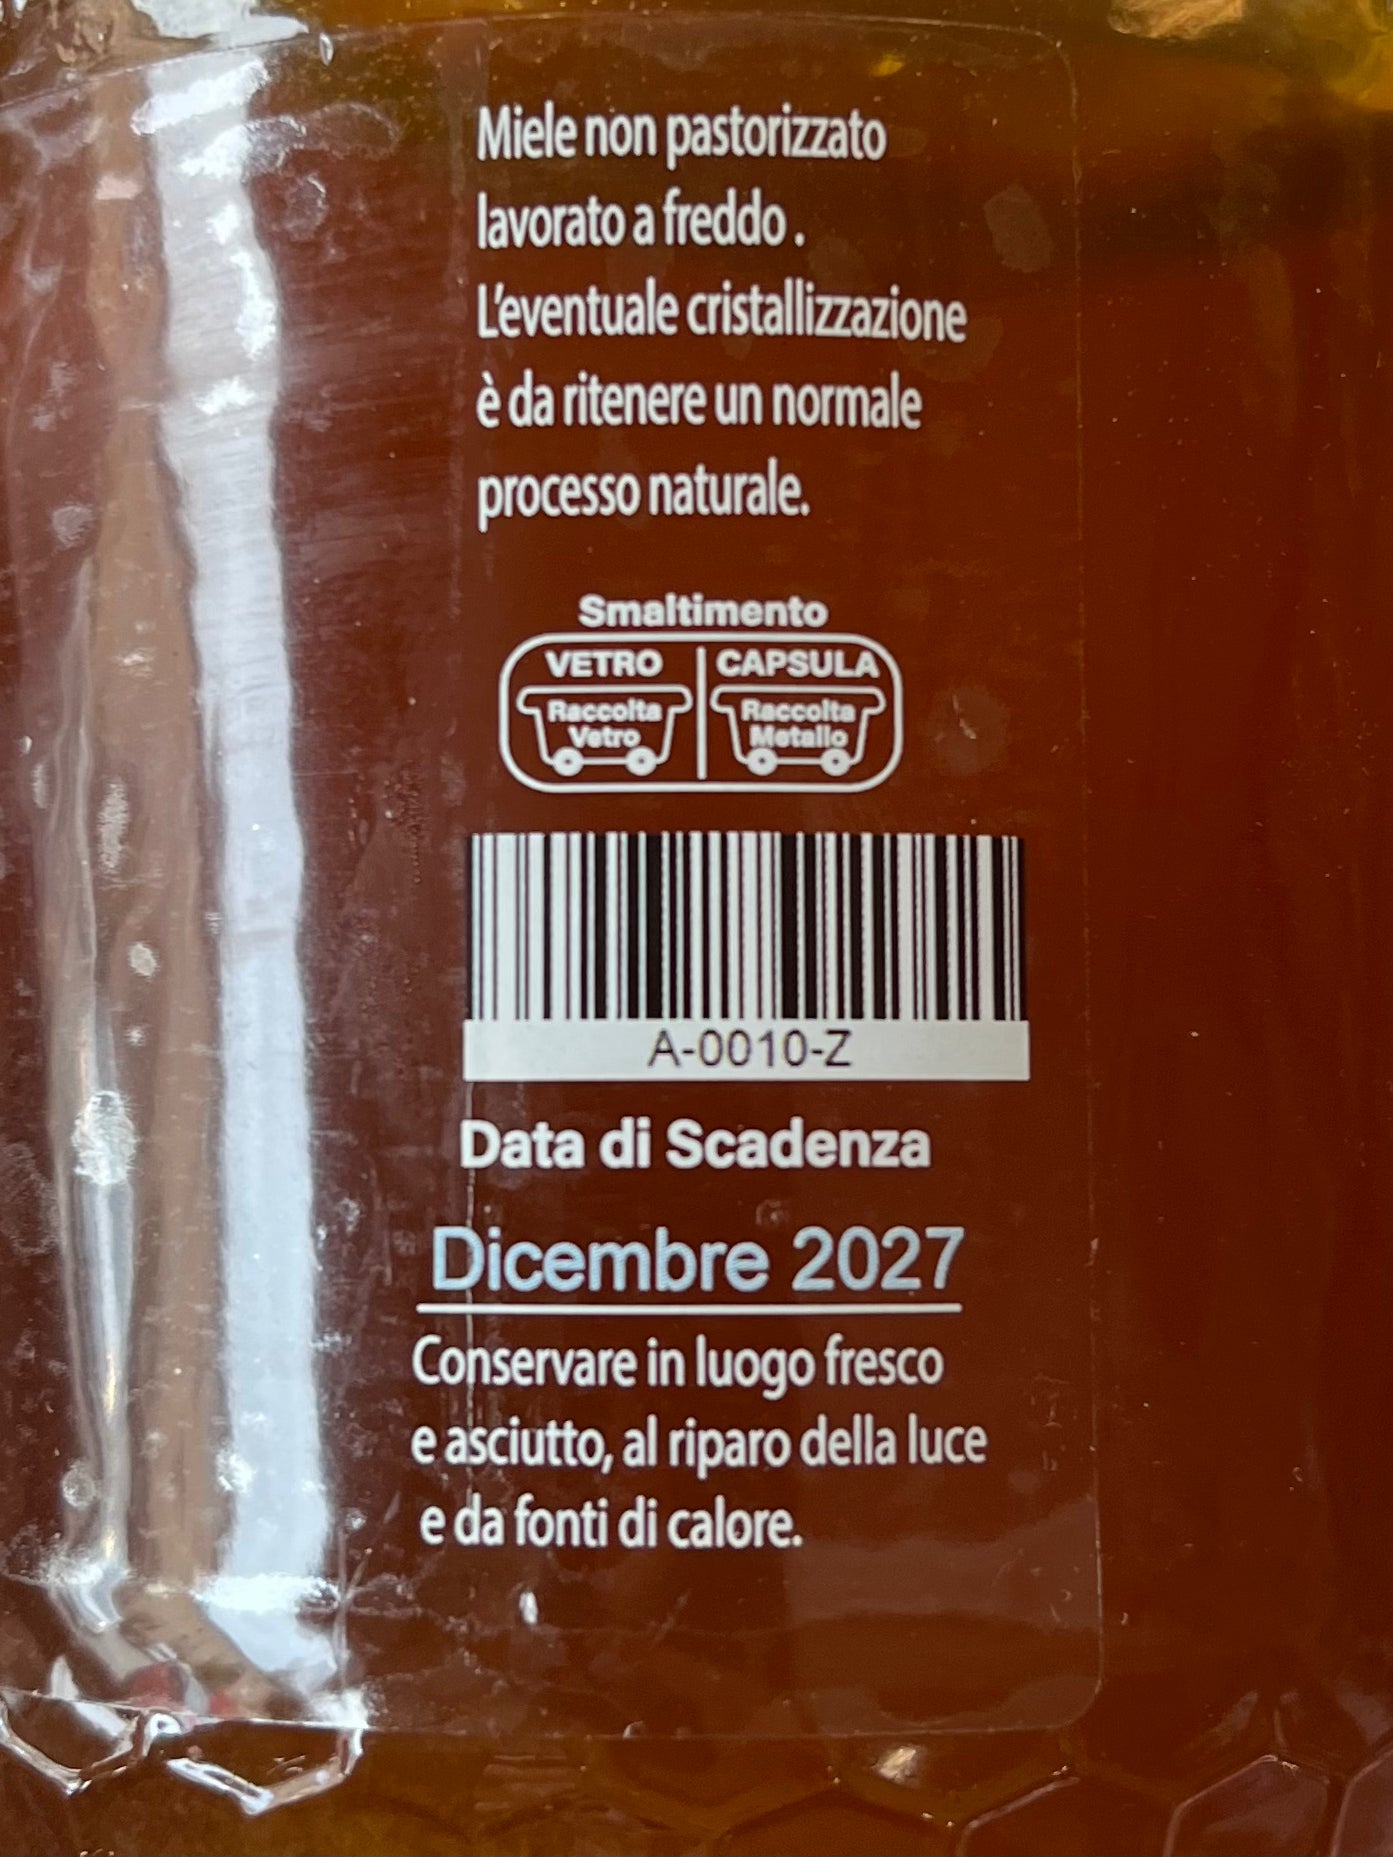 Miele non pastorizzato
lavorato a freddo .
L'eventuale cristallizzazione
è da ritenere un normale
processo naturale.
Smaltimento
VETRO CAPSULA
Raccolta Raccolta
Vetro Metallo
A-0010-Z
Data di Scadenza
Dicembre 2027
Conservare in luogo fresco
e asciutto, al riparo della luce
e da fonti di calore.